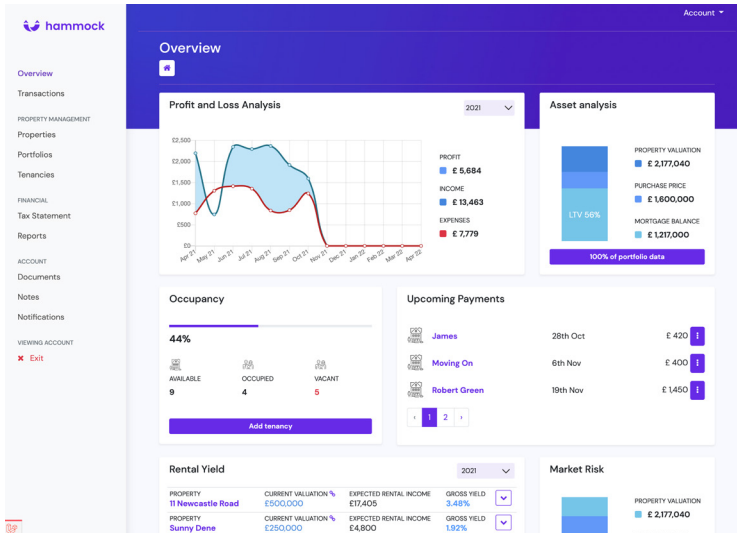 hammock
Account
Overview
Overview
Transactions
PROPERTY MANAGEMENT
Properties
Portfolios
Tenancies
FINANCIAL
Tax Statement
Reports
ACCOUNT
Documents
Notes
Notifications
VIEWING ACCOUNT
Exit
Profit and Loss Analysis
2021
£2,500
£2,000
£1,500
£1,000
£500
£0
Apr 21 May 21 Jun 21 Jul 21 Aug 21 Sep 21 Oct 21 Nov 21 Dec 21 Jan 22 Feb 22 Mar 22 Apr 22
PROFIT
£ 5,684
INCOME
£ 13,463
EXPENSES
£ 7,779
Asset analysis
LTV 56%
PROPERTY VALUATION
£ 2,177,040
PURCHASE PRICE
£ 1,600,000
MORTGAGE BALANCE
£ 1,217,000
100% of portfolio data
Occupancy
44%
AVAILABLE OCCUPIED VACANT
9 4 5
Add tenancy
Upcoming Payments
James 28th Oct £ 420
Moving On 6th Nov £ 400
Robert Green 19th Nov £ 1,450
‹ 1 2 ›
Rental Yield
2021
PROPERTY CURRENT VALUATION EXPECTED RENTAL INCOME GROSS YIELD
11 Newcastle Road £500,000 £17,405 3.48%
PROPERTY CURRENT VALUATION EXPECTED RENTAL INCOME GROSS YIELD
Sunny Dene £250,000 £4,800 1.92%
Market Risk
PROPERTY VALUATION
£ 2,177,040